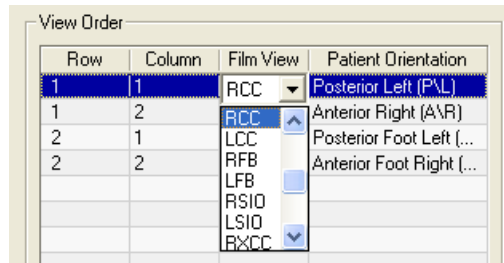 View Order
Row Column Film View Patient Orientation
1 1 RCC Posterior Left (P\L)
1 2 RCC Anterior Right (A\R)
2 1 LCC Posterior Foot Left (...
2 2 RFB Anterior Foot Right (...
LFB
RSIO
LSIO
RXCC